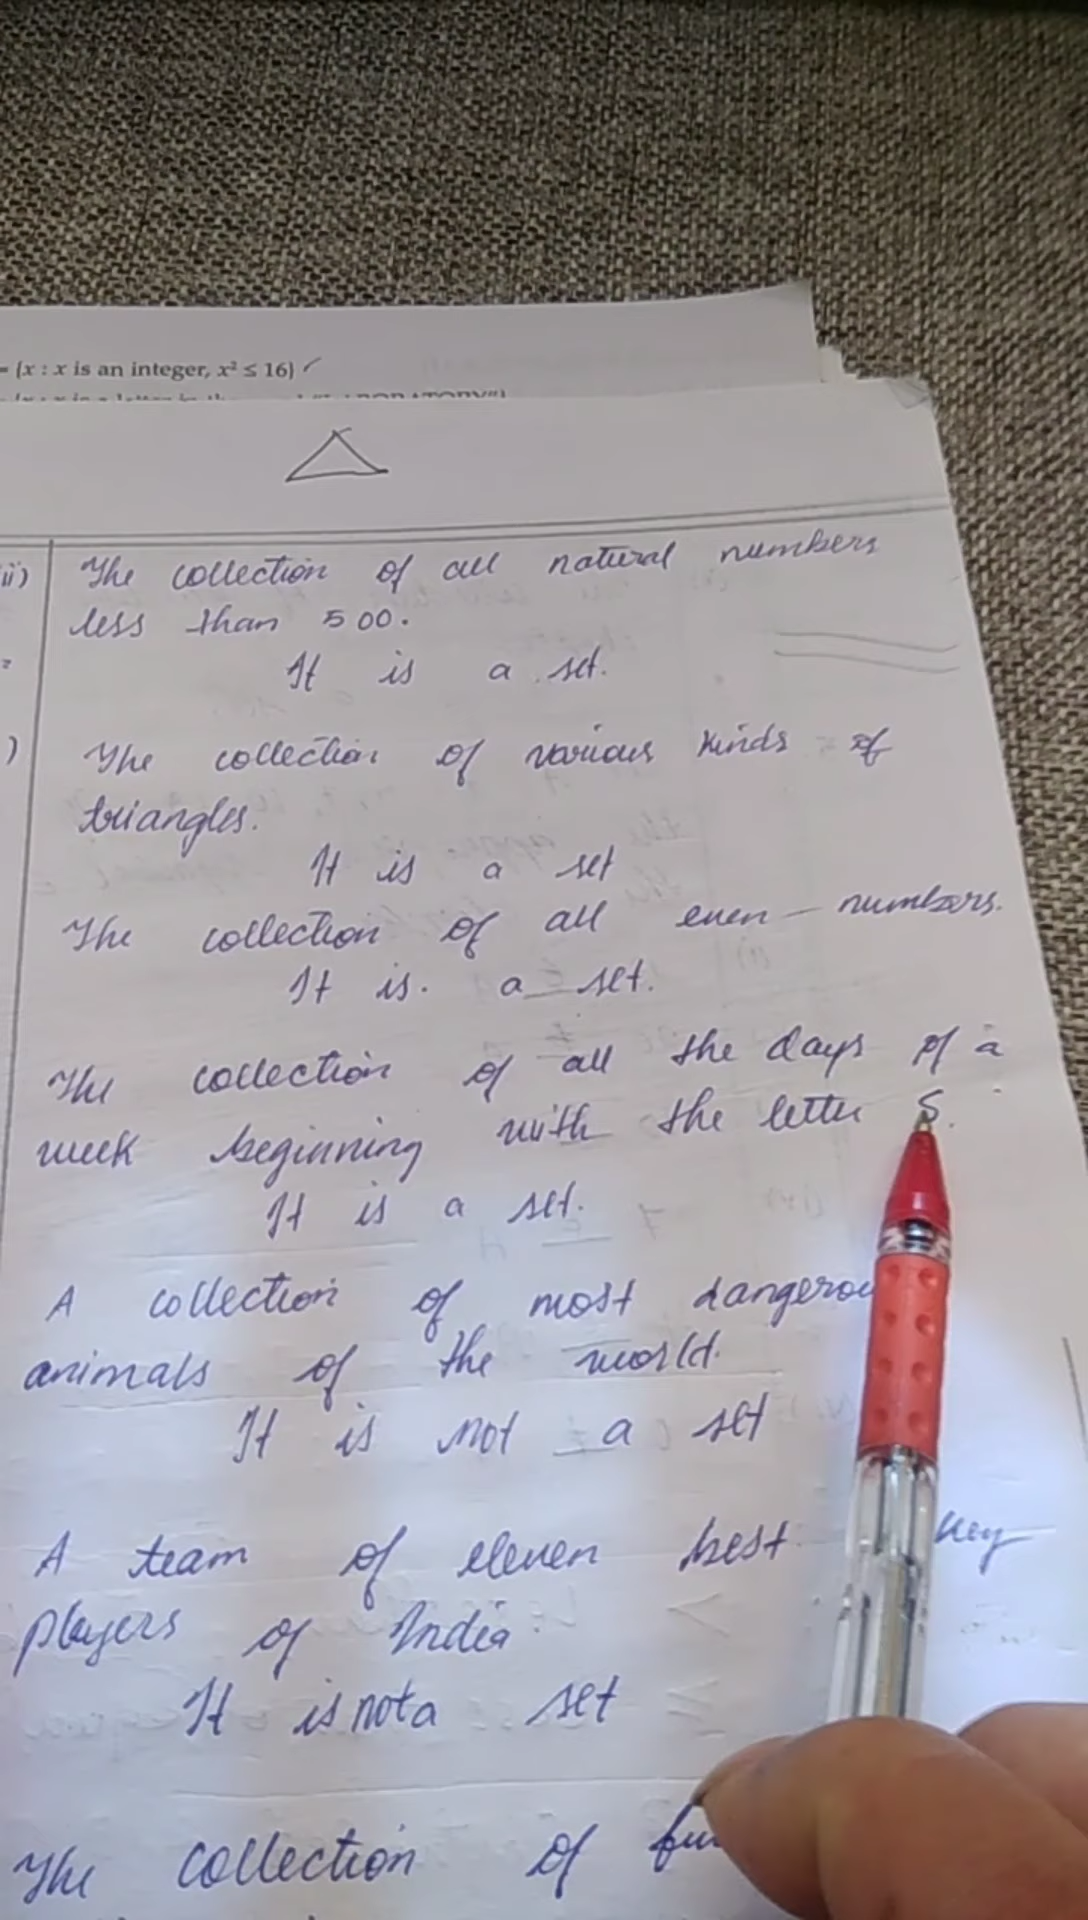 = {x : x is an integer, x² ≤ 16}
ii) The collection of all natural numbers
less than 500.
It is a set.
) The collection of various kinds of
triangles.
It is a set
The collection of all even numbers.
It is. a set.
The collection of all the days of a
week beginning with the letter S.
It is a set.
A collection of most
animals of the world.
It is not a set
A team of eleven best
players of India
It is not a set
The collection of